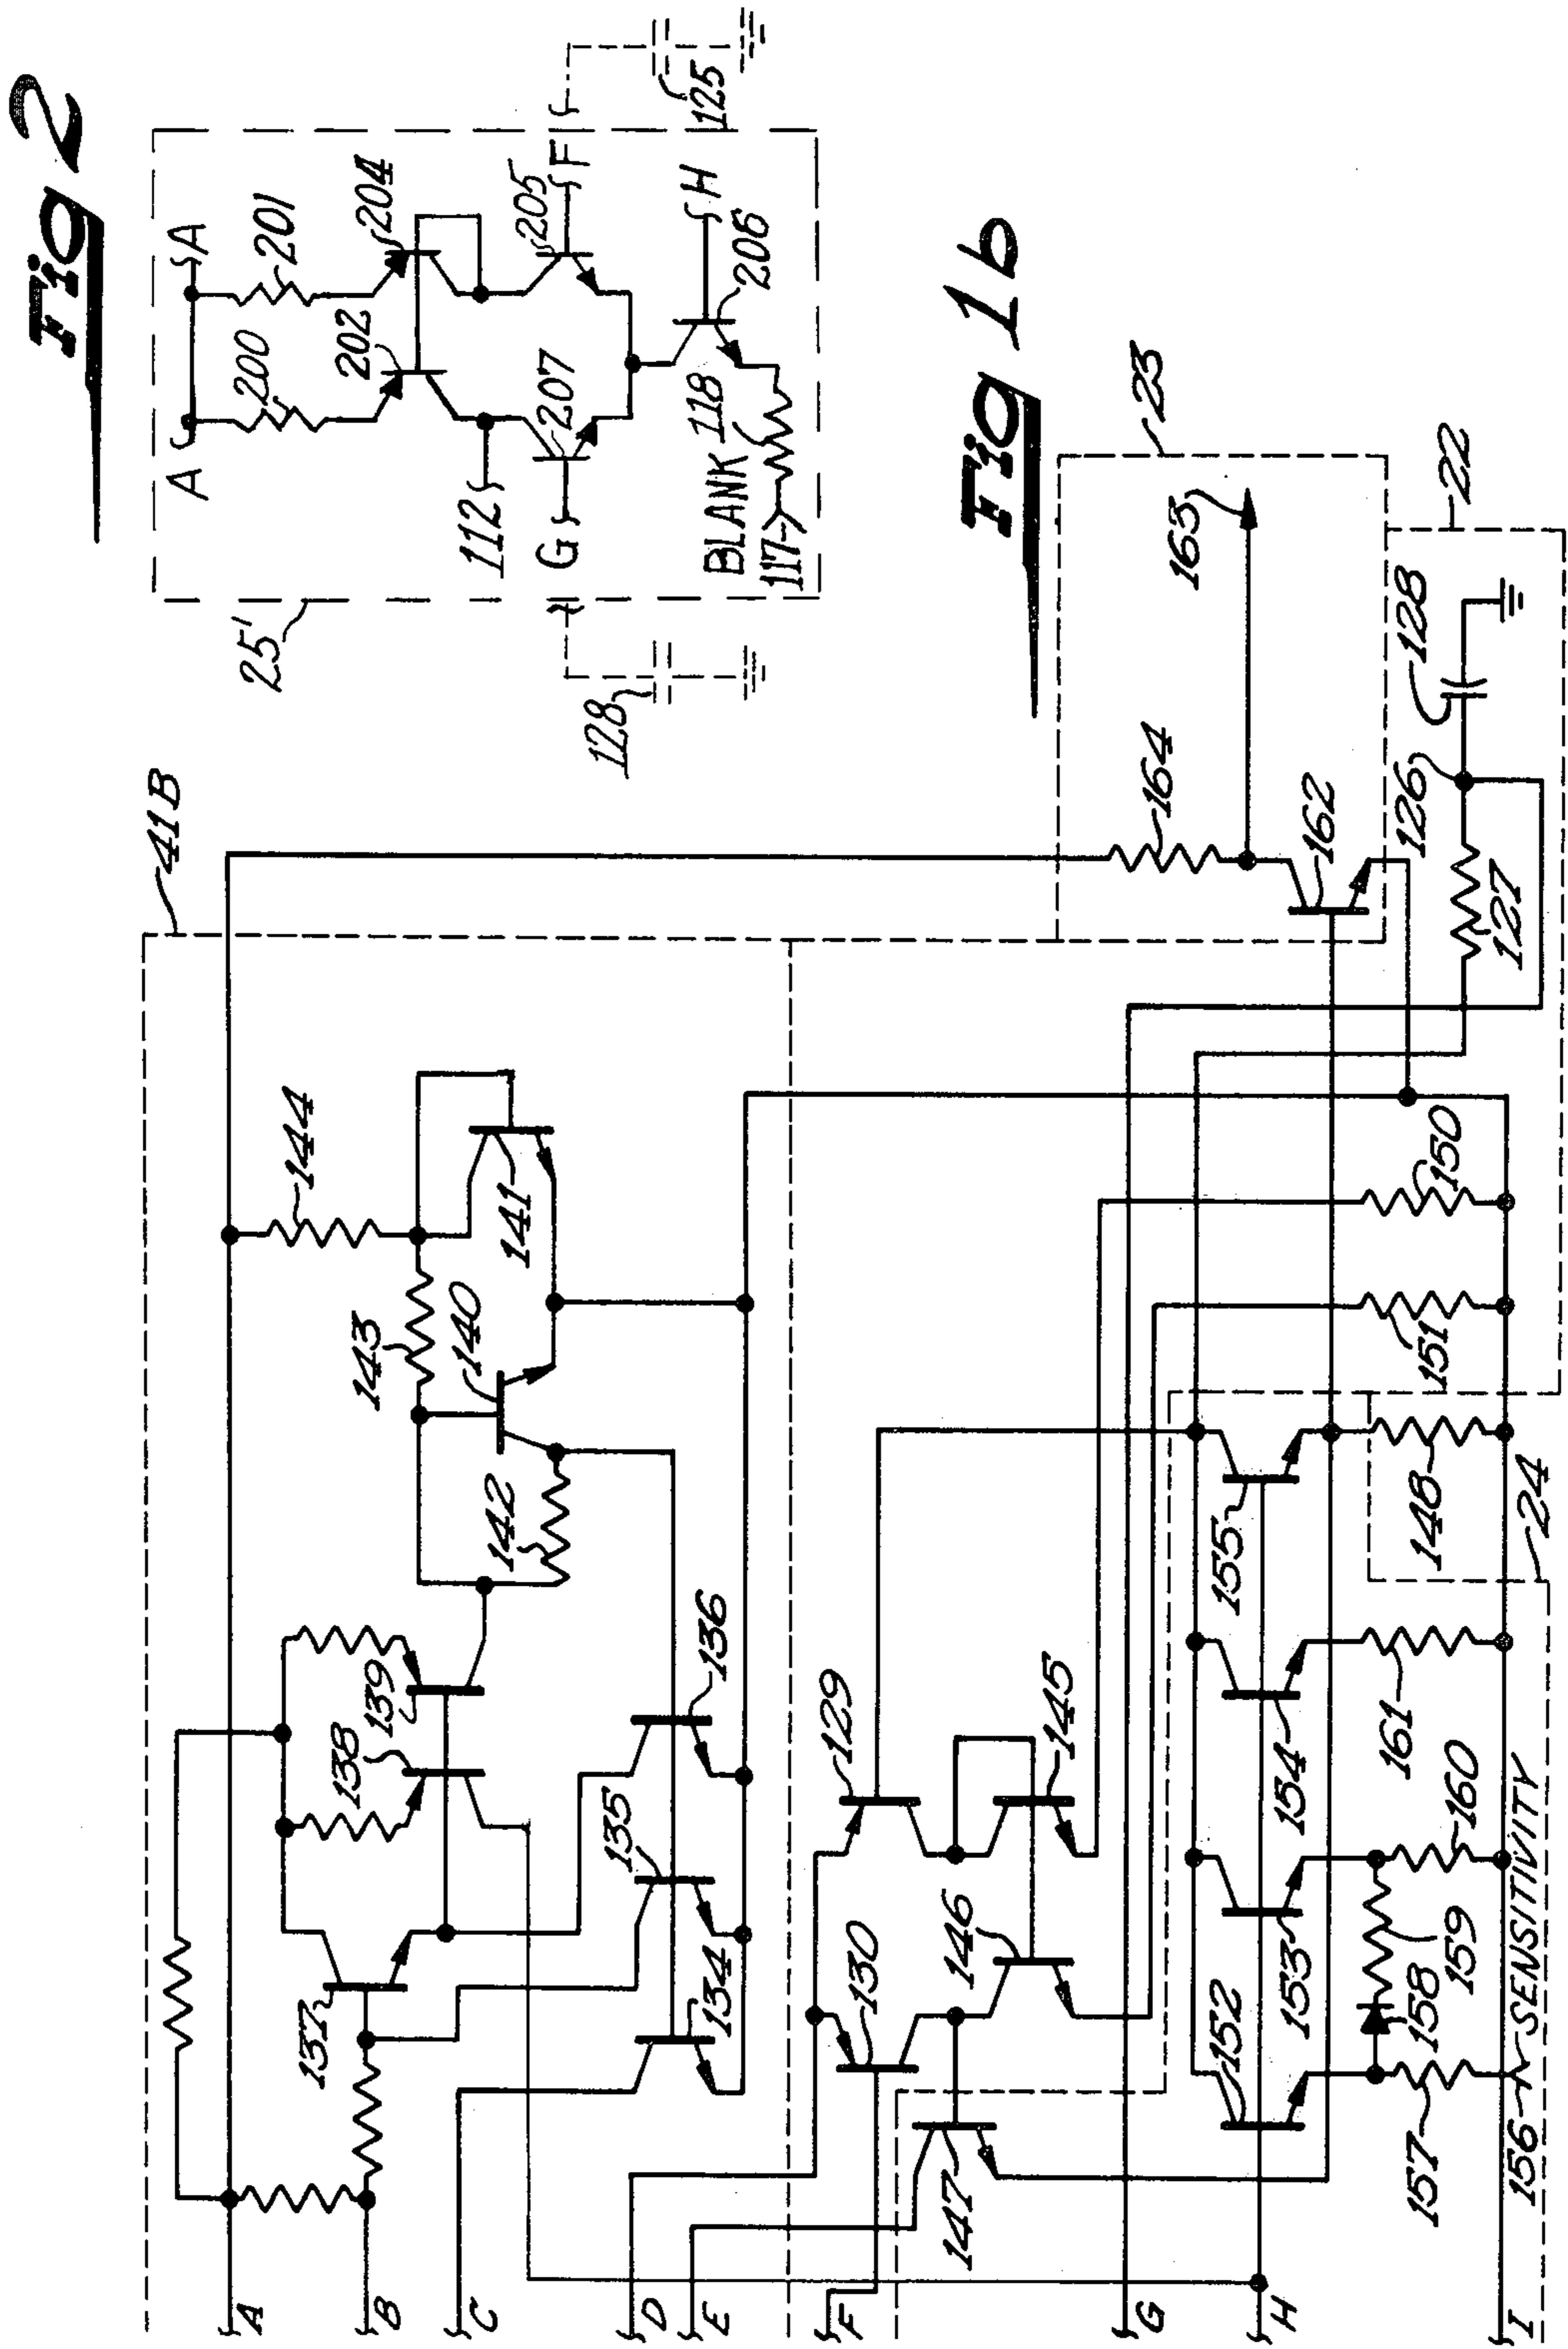 Fig 2
A
A
200
201
202
204
112
207
205
F
G
H
BLANK
118
206
117
25'
128
125
Fig 1b
41B
144
143
141
140
142
139
138
137
136
135
134
164
23
163
162
22
128
126
127
129
130
145
146
147
150
151
155
148
24
154
161
153
160
152
159
158
157
156
SENSITIVITY
A
B
C
D
E
F
G
H
I